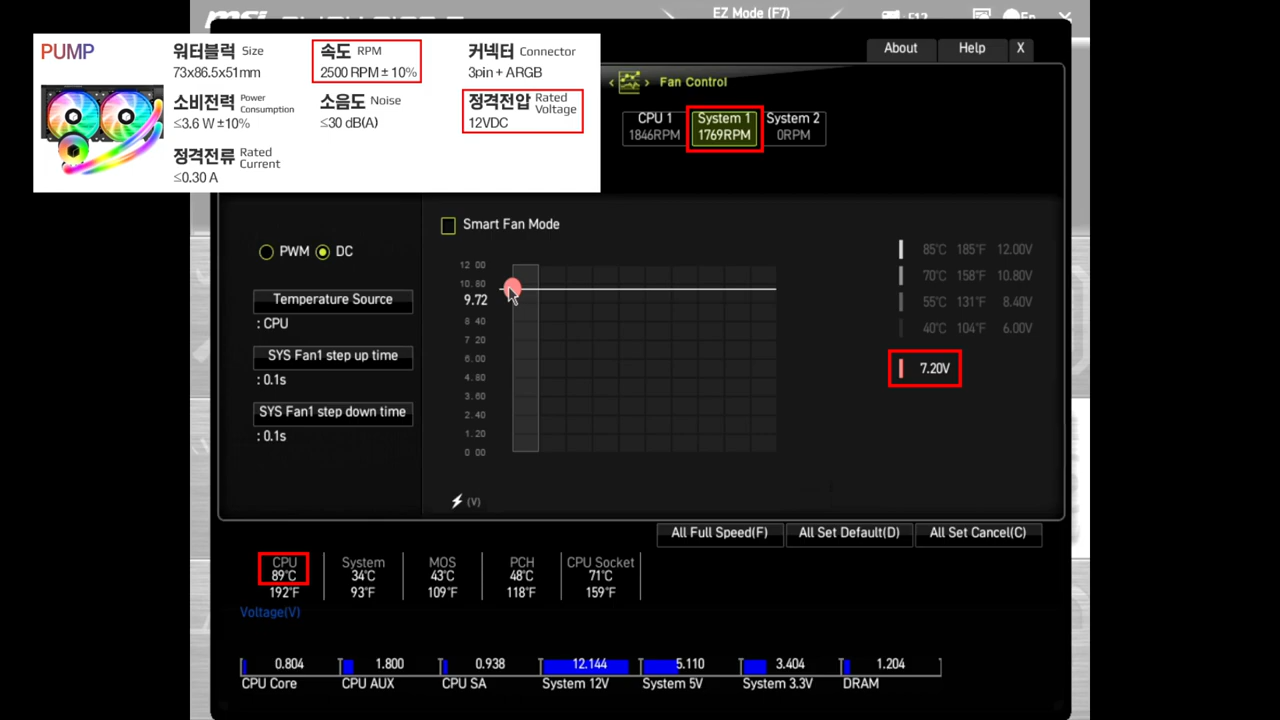 EZ Mode (F7)
PUMP
워터블럭 Size
73x86.5x51mm
속도 RPM
2500 RPM ± 10%
커넥터 Connector
3pin + ARGB
소비전력 Power Consumption
≤3.6 W ±10%
소음도 Noise
≤30 dB(A)
정격전압 Rated Voltage
12VDC
정격전류 Rated Current
≤0.30 A
About
Help
X
Fan Control
CPU 1
1846RPM
System 1
1769RPM
System 2
0RPM
PWM
DC
Temperature Source
: CPU
SYS Fan1 step up time
: 0.1s
SYS Fan1 step down time
: 0.1s
Smart Fan Mode
12 00
10.80
9.72
8 40
7 20
6.00
4.80
3.60
2 40
1.20
0 00
(V)
85℃ 185℉ 12.00V
70℃ 158℉ 10.80V
55℃ 131℉ 8.40V
40℃ 104℉ 6.00V
7.20V
All Full Speed(F)
All Set Default(D)
All Set Cancel(C)
CPU
89℃
192℉
System
34℃
93℉
MOS
43℃
109℉
PCH
48℃
118℉
CPU Socket
71℃
159℉
Voltage(V)
0.804
CPU Core
1.800
CPU AUX
0.938
CPU SA
12.144
System 12V
5.110
System 5V
3.404
System 3.3V
1.204
DRAM